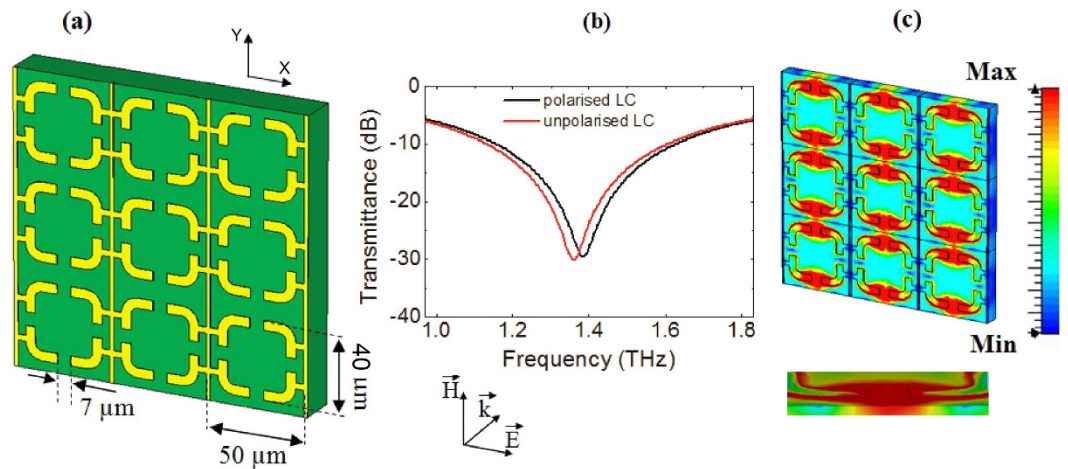 (a)
Y
X
40 µm
7 µm
50 µm
(b)
0
-10
-20
-30
-40
Transmittance (dB)
polarised LC
unpolarised LC
1.0
1.2
1.4
1.6
1.8
Frequency (THz)
H
k
E
(c)
Max
Min